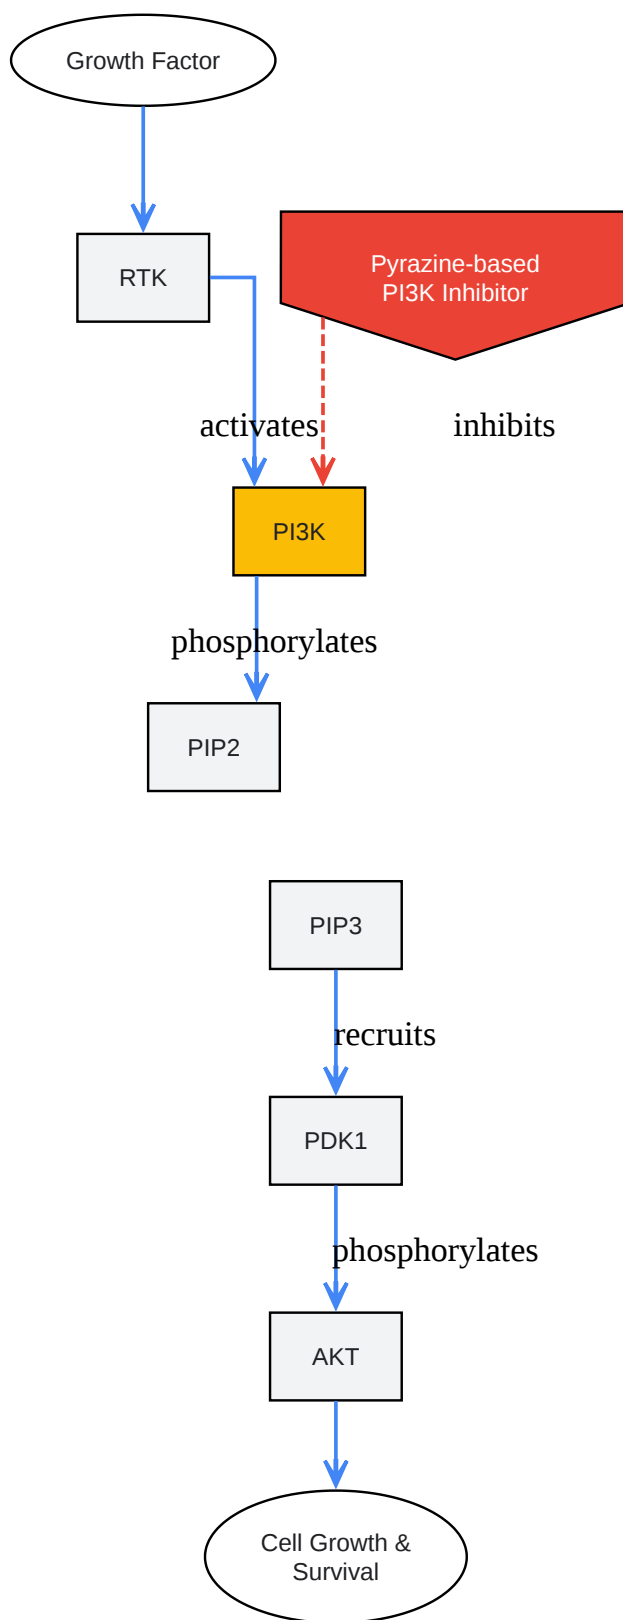 Growth Factor
RTK
Pyrazine-based
PI3K Inhibitor
activates
inhibits
PI3K
phosphorylates
PIP2
PIP3
recruits
PDK1
phosphorylates
AKT
Cell Growth &
Survival